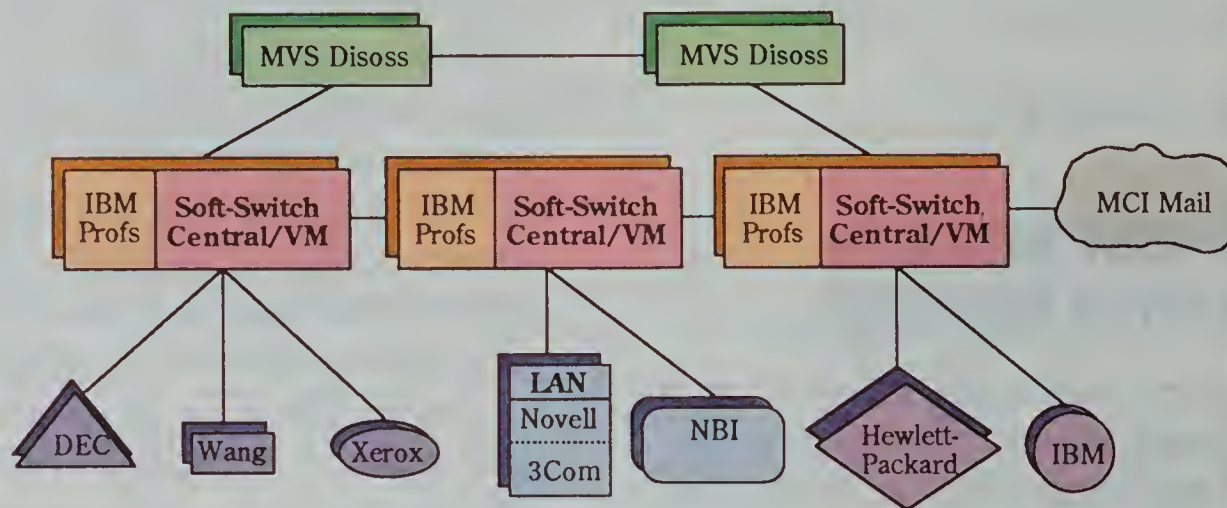 MVS Disoss
MVS Disoss
IBM
Profs
Soft-Switch
Central/VM
IBM
Profs
Soft-Switch
Central/VM
IBM
Profs
Soft-Switch
Central/VM
MCI Mail
DEC
Wang
Xerox
LAN
Novell
3Com
NBI
Hewlett-
Packard
IBM